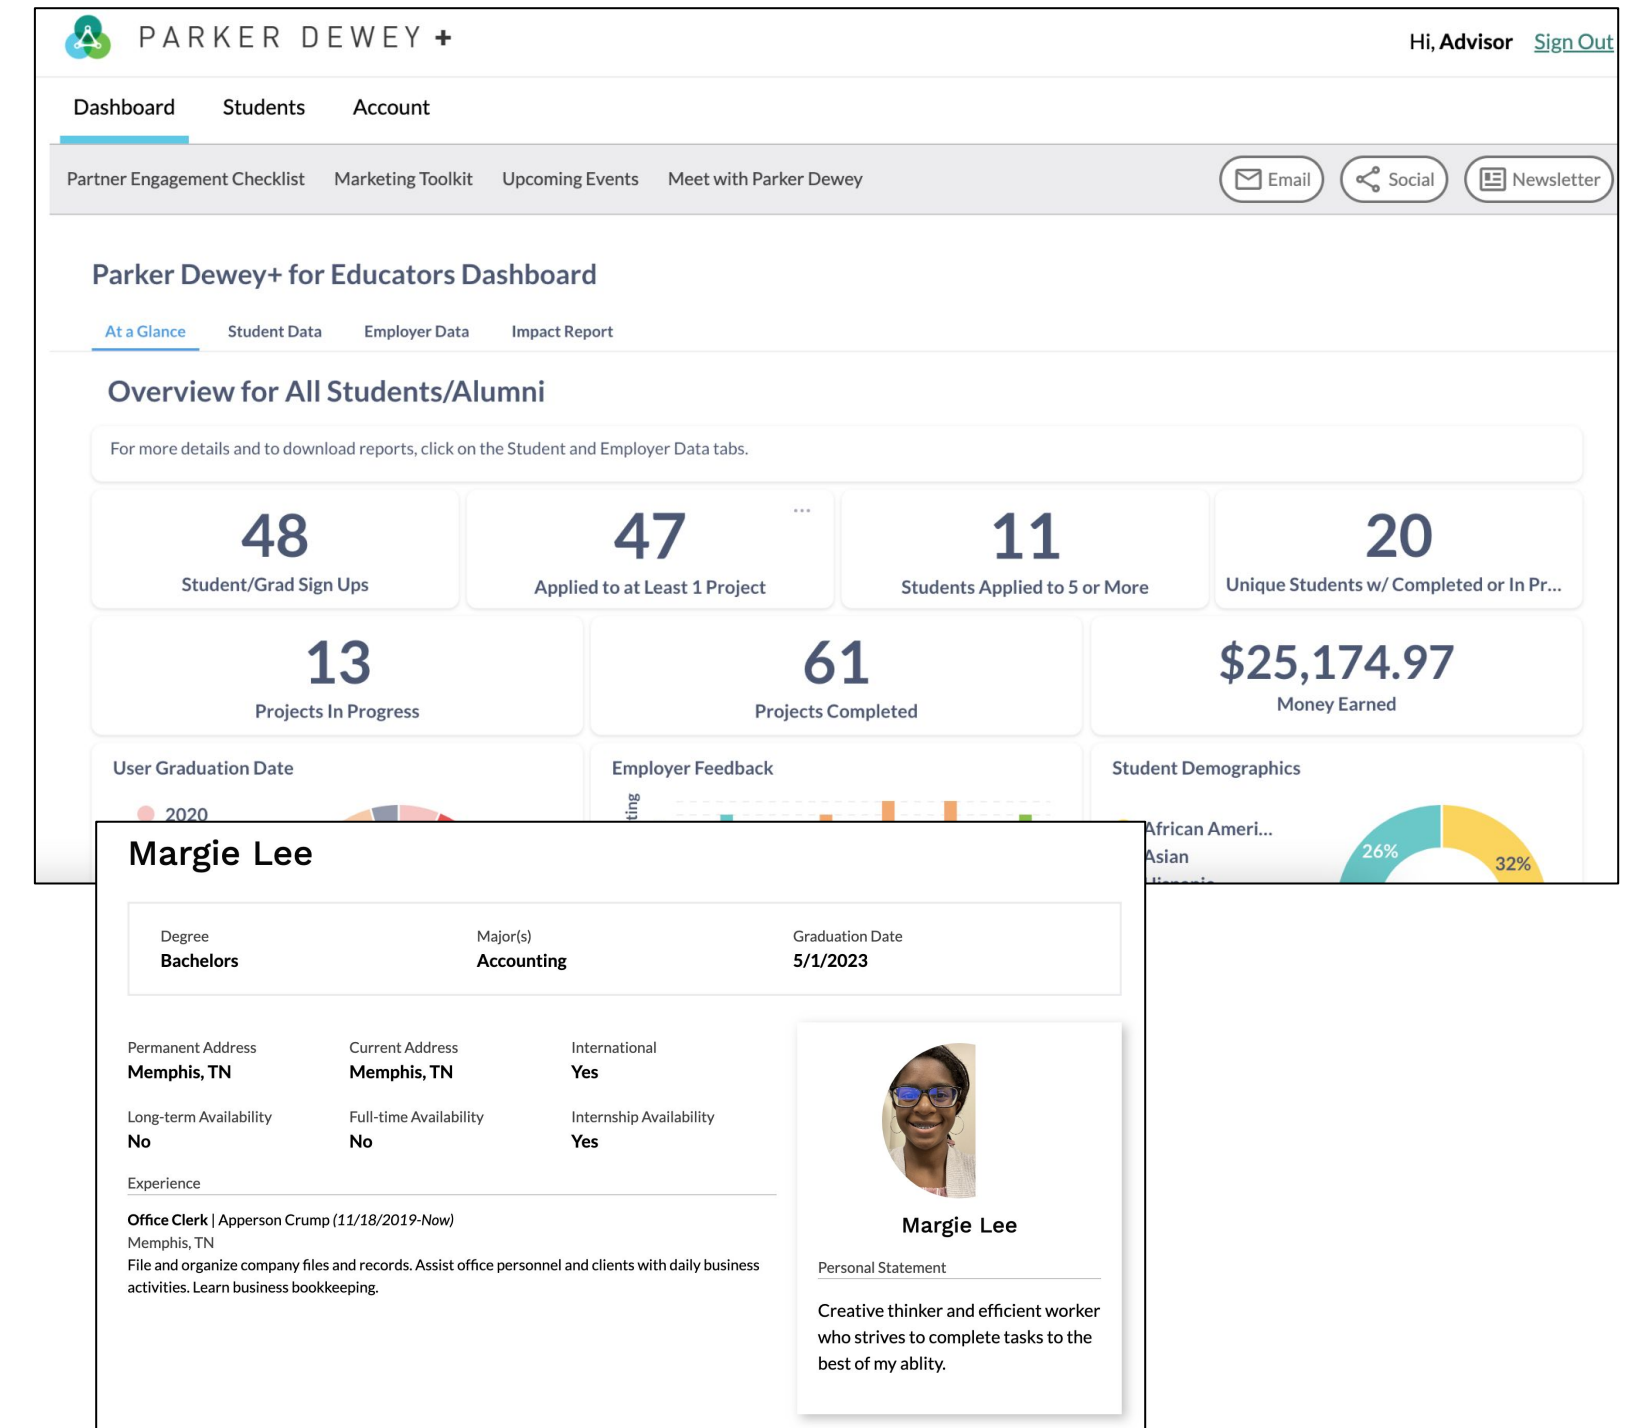 PARKER DEWEY +
Hi, Advisor Sign Out
Dashboard Students Account
Partner Engagement Checklist Marketing Toolkit Upcoming Events Meet with Parker Dewey Email Social Newsletter
Parker Dewey+ for Educators Dashboard
At a Glance Student Data Employer Data Impact Report
Overview for All Students/Alumni
For more details and to download reports, click on the Student and Employer Data tabs.
48
Student/Grad Sign Ups
47
Applied to at Least 1 Project
...
11
Students Applied to 5 or More
20
Unique Students w/ Completed or In Pr...
13
Projects In Progress
61
Projects Completed
$25,174.97
Money Earned
User Graduation Date
2020
Employer Feedback
ting
Student Demographics
African Ameri...
Asian
26%
32%
Margie Lee
Degree Major(s) Graduation Date
Bachelors Accounting 5/1/2023
Permanent Address Current Address International
Memphis, TN Memphis, TN Yes
Long-term Availability Full-time Availability Internship Availability
No No Yes
Experience
Office Clerk | Apperson Crump (11/18/2019-Now)
Memphis, TN
File and organize company files and records. Assist office personnel and clients with daily business
activities. Learn business bookkeeping.
Margie Lee
Personal Statement
Creative thinker and efficient worker
who strives to complete tasks to the
best of my ablity.